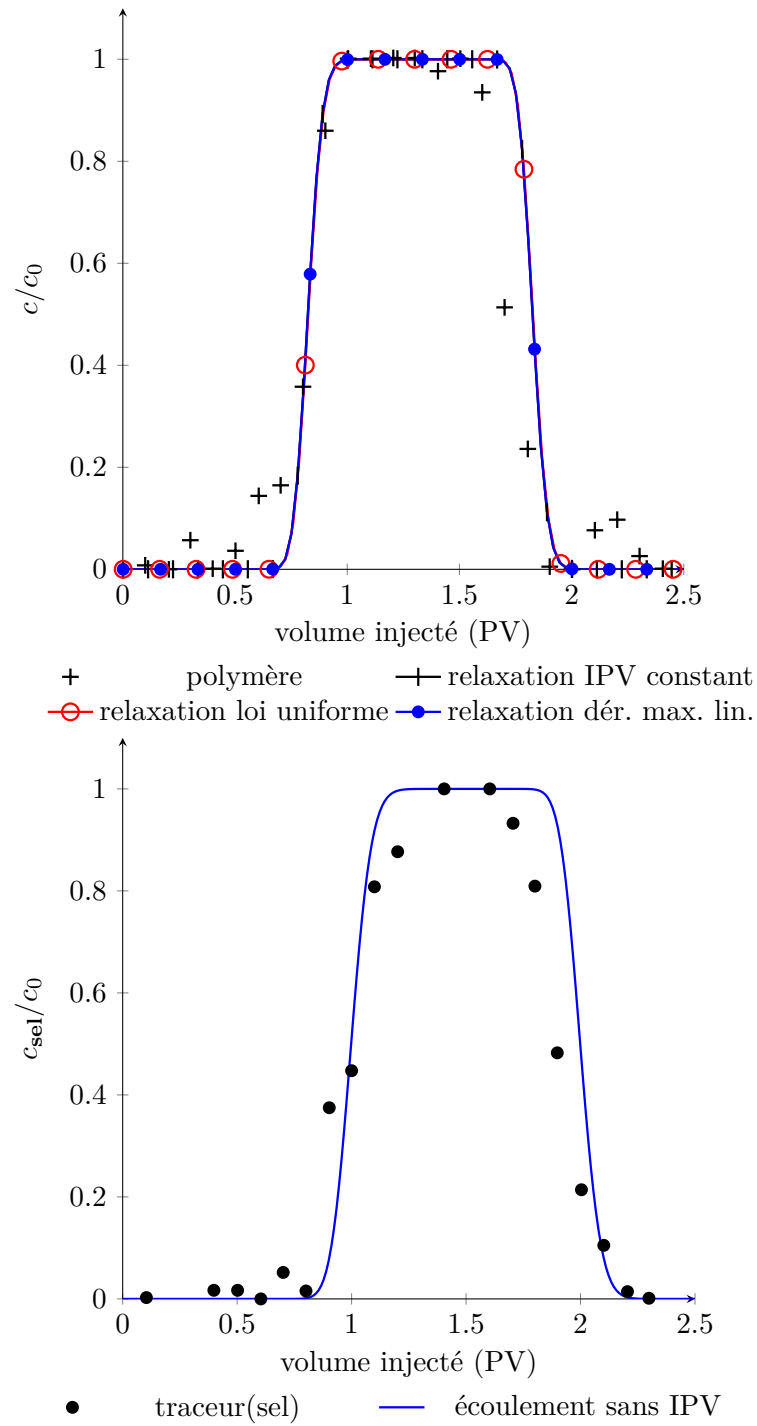 1
0.8
0.6
0.4
0.2
0
c/c₀
0 0.5 1 1.5 2 2.5
volume injecté (PV)
polymère relaxation IPV constant
relaxation loi uniforme relaxation dér. max. lin.
1
0.8
0.6
0.4
0.2
0
c_sel/c₀
0 0.5 1 1.5 2 2.5
volume injecté (PV)
traceur(sel) écoulement sans IPV